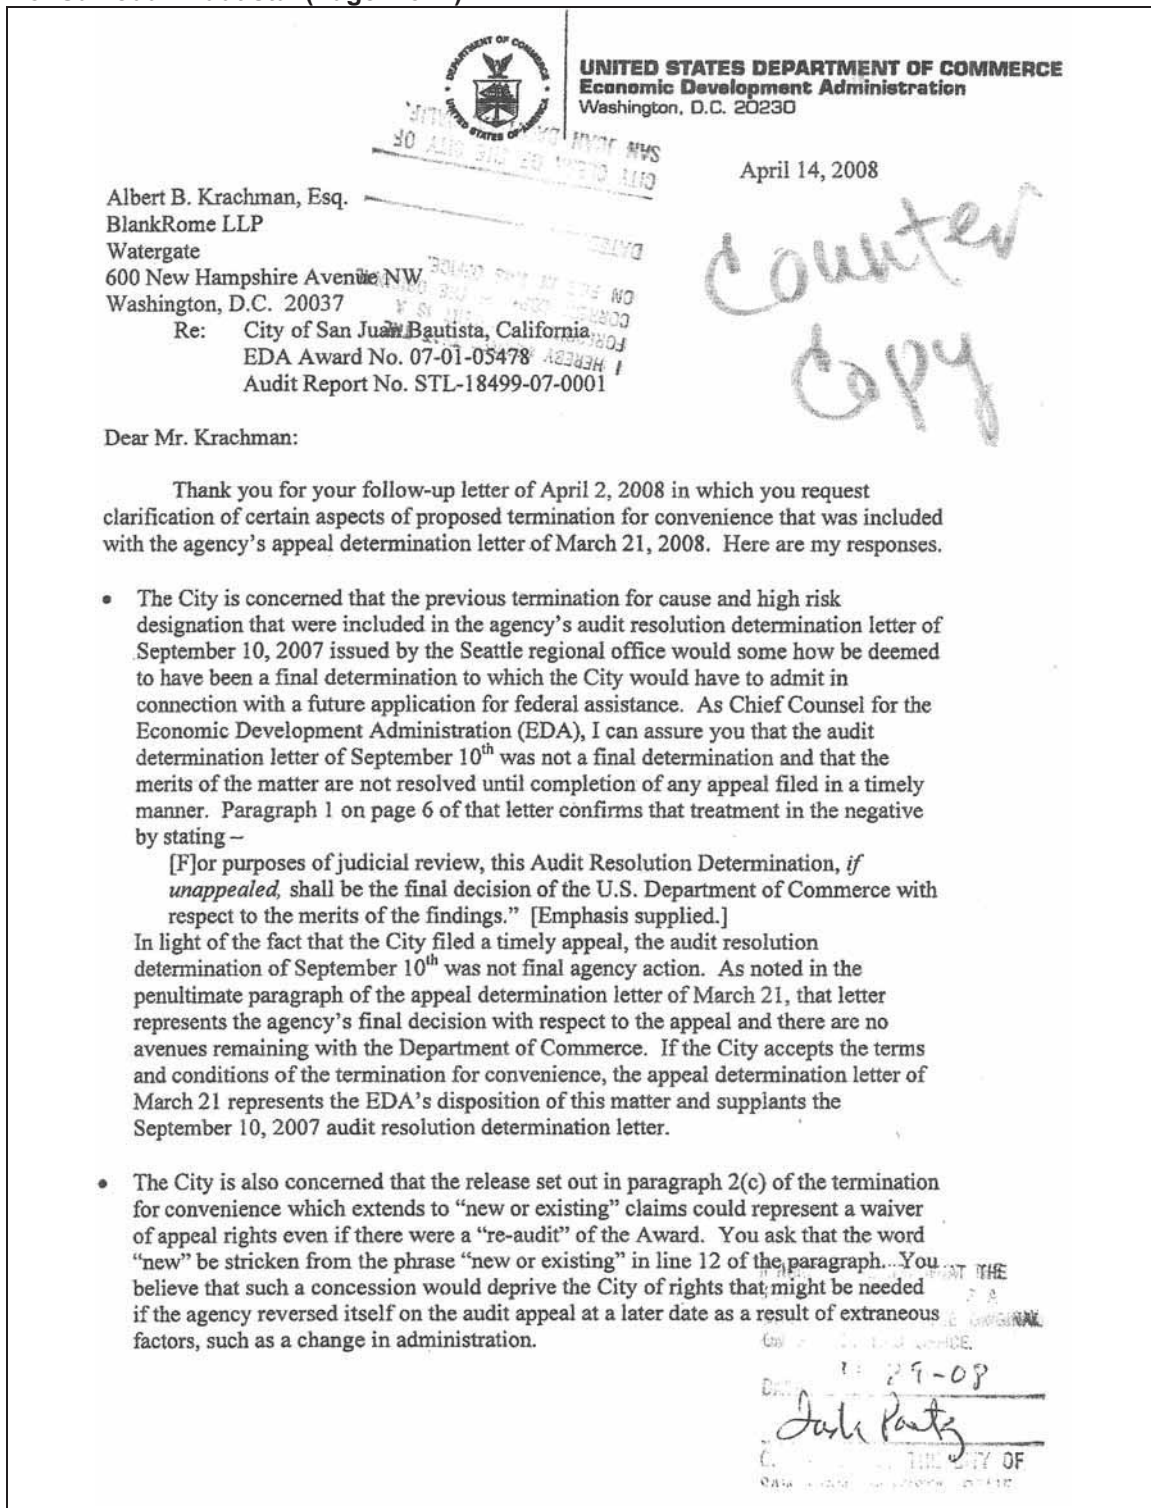 DEPARTMENT OF COMMERCE
UNITED STATES OF AMERICA
UNITED STATES DEPARTMENT OF COMMERCE
Economic Development Administration
Washington, D.C. 20230
SAN JUAN
CITY CLERK OF THE CITY OF
DATED
April 14, 2008
Counter
Copy
Albert B. Krachman, Esq.
BlankRome LLP
Watergate
600 New Hampshire Avenue NW
Washington, D.C. 20037
Re: City of San Juan Bautista, California
EDA Award No. 07-01-05478
Audit Report No. STL-18499-07-0001
I HEREBY
Dear Mr. Krachman:
Thank you for your follow-up letter of April 2, 2008 in which you request
clarification of certain aspects of proposed termination for convenience that was included
with the agency's appeal determination letter of March 21, 2008. Here are my responses.
• The City is concerned that the previous termination for cause and high risk
designation that were included in the agency's audit resolution determination letter of
September 10, 2007 issued by the Seattle regional office would some how be deemed
to have been a final determination to which the City would have to admit in
connection with a future application for federal assistance. As Chief Counsel for the
Economic Development Administration (EDA), I can assure you that the audit
determination letter of September 10th was not a final determination and that the
merits of the matter are not resolved until completion of any appeal filed in a timely
manner. Paragraph 1 on page 6 of that letter confirms that treatment in the negative
by stating –
[F]or purposes of judicial review, this Audit Resolution Determination, if
unappealed, shall be the final decision of the U.S. Department of Commerce with
respect to the merits of the findings." [Emphasis supplied.]
In light of the fact that the City filed a timely appeal, the audit resolution
determination of September 10th was not final agency action. As noted in the
penultimate paragraph of the appeal determination letter of March 21, that letter
represents the agency's final decision with respect to the appeal and there are no
avenues remaining with the Department of Commerce. If the City accepts the terms
and conditions of the termination for convenience, the appeal determination letter of
March 21 represents the EDA's disposition of this matter and supplants the
September 10, 2007 audit resolution determination letter.
• The City is also concerned that the release set out in paragraph 2(c) of the termination
for convenience which extends to "new or existing" claims could represent a waiver
of appeal rights even if there were a "re-audit" of the Award. You ask that the word
"new" be stricken from the phrase "new or existing" in line 12 of the paragraph. You
believe that such a concession would deprive the City of rights that might be needed
if the agency reversed itself on the audit appeal at a later date as a result of extraneous
factors, such as a change in administration.
THE
ORIGINAL
29-08
THE CITY OF